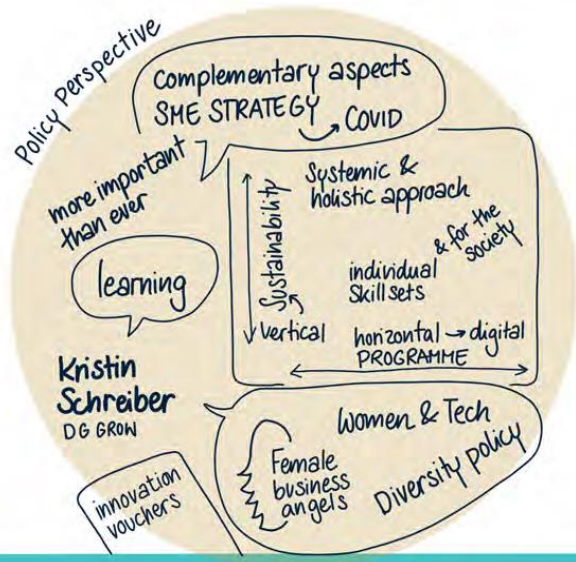 Policy Perspective
complementary aspects
SME STRATEGY
COVID
more important
than ever
learning
Kristin
Schreiber
DG GROW
innovation
vouchers
Systemic &
holistic approach
Sustainability
vertical
individual
skill sets
& for the
society
horizontal → digital
PROGRAMME
Women & Tech
Female
business
angels
Diversity policy